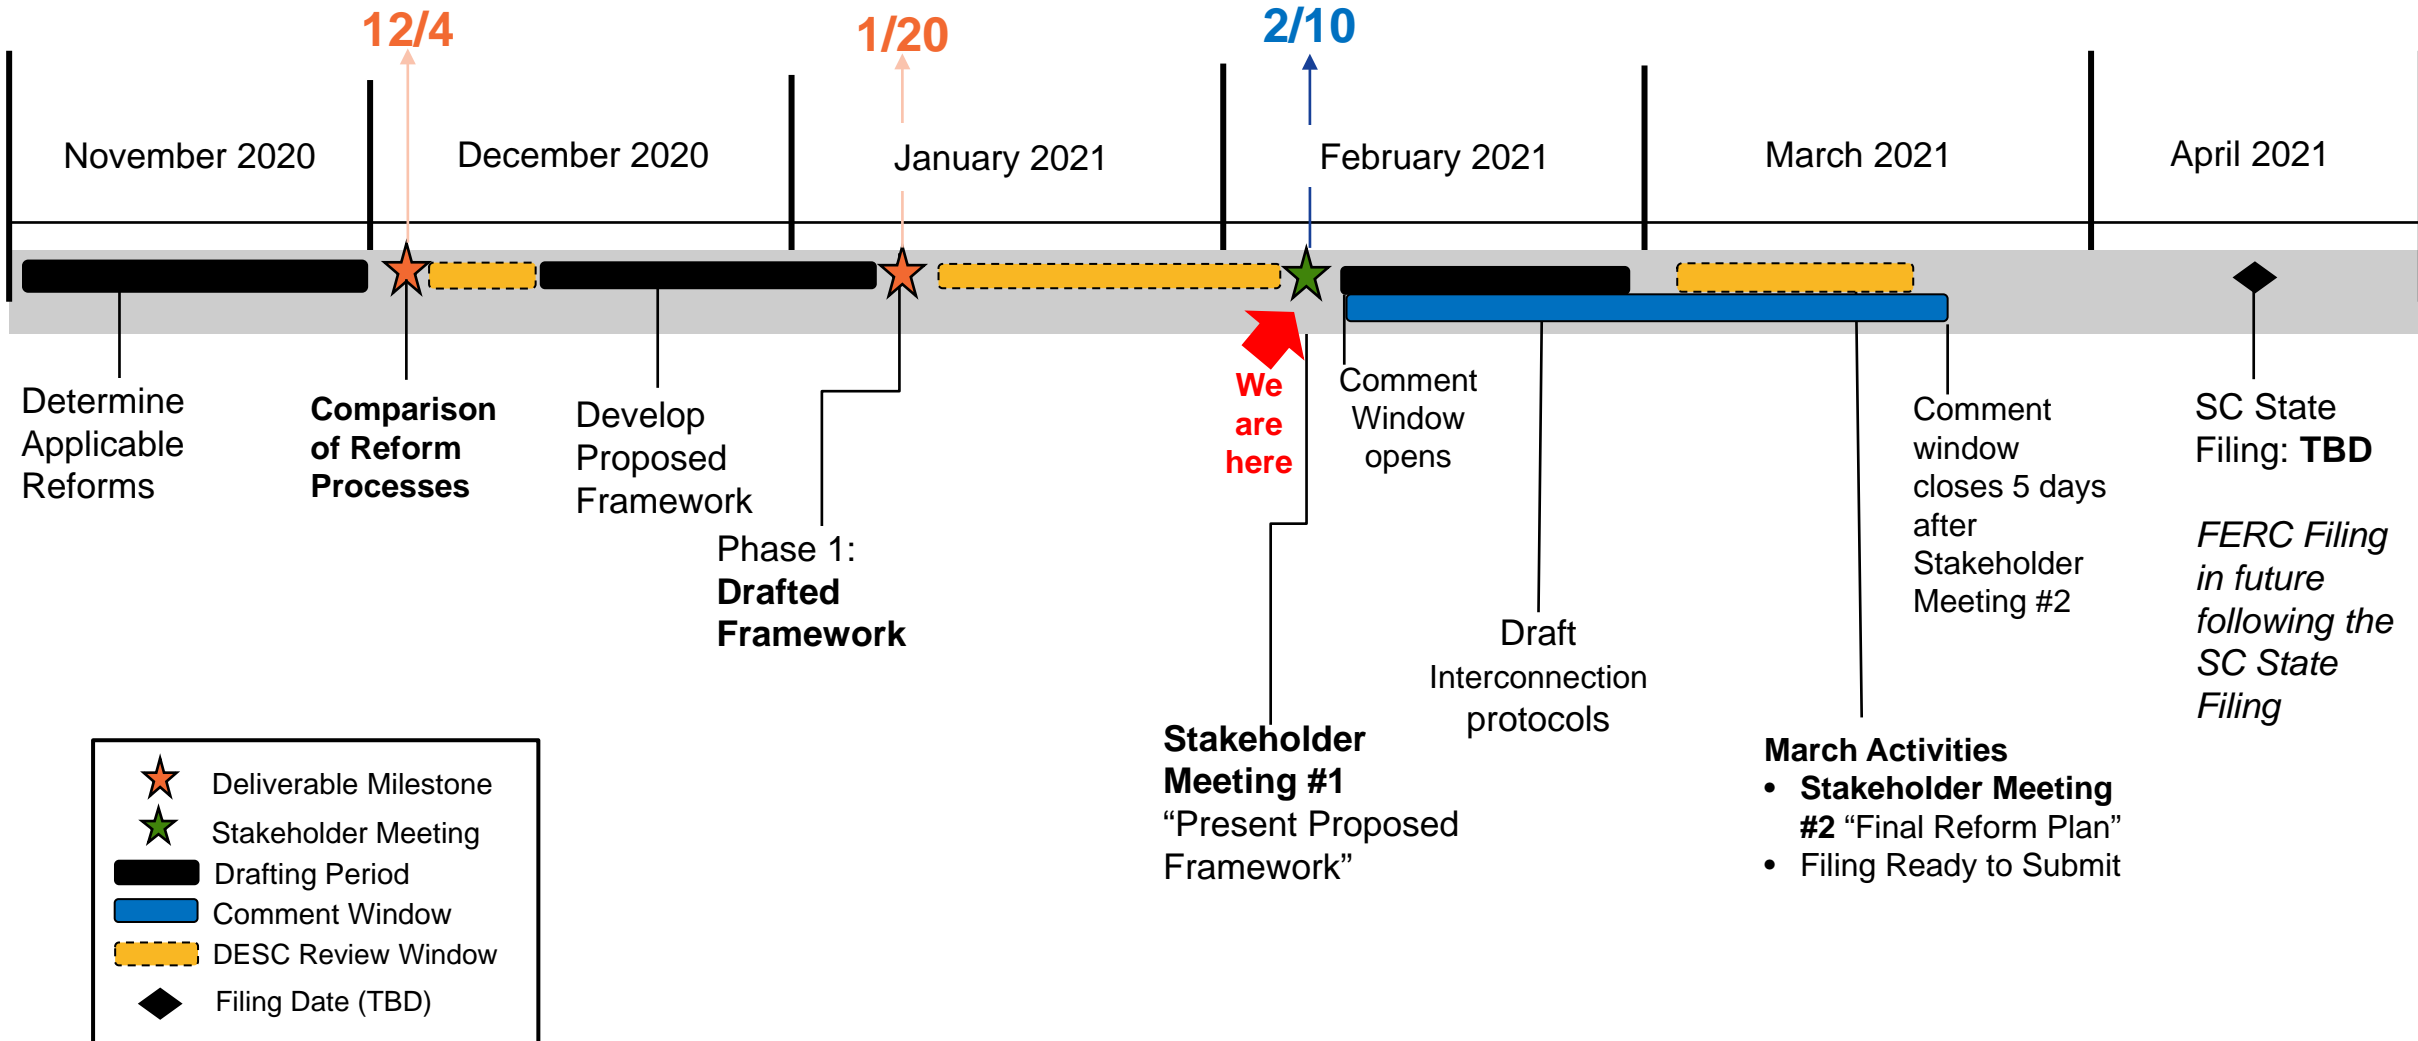 12/4
1/20
2/10
November 2020
December 2020
January 2021
February 2021
March 2021
April 2021
Determine
Applicable
Reforms
Comparison
of Reform
Processes
Develop
Proposed
Framework
Phase 1:
Drafted
Framework
We
are
here
Stakeholder
Meeting #1
“Present Proposed
Framework”
Comment
Window
opens
Draft
Interconnection
protocols
March Activities
• Stakeholder Meeting
#2 “Final Reform Plan”
• Filing Ready to Submit
Comment
window
closes 5 days
after
Stakeholder
Meeting #2
SC State
Filing: TBD
FERC Filing
in future
following the
SC State
Filing
Deliverable Milestone
Stakeholder Meeting
Drafting Period
Comment Window
DESC Review Window
Filing Date (TBD)